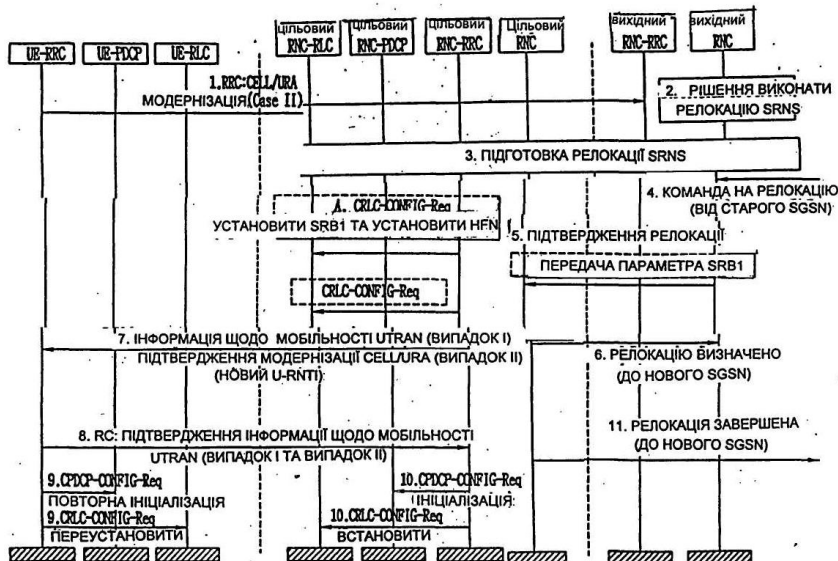 UE-RRC
UE-PDCP
UE-RLC
цільовий
RNC-RLC
Цільовий
RNC-PDCP
цільовий
RNC-RRC
Цільовий
RNC
вихідний
RNC-RRC
вихідний
RNC
1.RRC:CELL/URA
МОДЕРНІЗАЦІЯ(Case II)
2. РІШЕННЯ ВИКОНАТИ
РЕЛОКАЦІЮ SRNS
3. ПІДГОТОВКА РЕЛОКАЦІЇ SRNS
4. КОМАНДА НА РЕЛОКАЦІЮ
(ВІД СТАРОГО SGSN)
A. CRLC-CONFIG-Req
УСТАНОВИТИ SRB1 ТА УСТАНОВИТИ HFN
5. ПІДТВЕРДЖЕННЯ РЕЛОКАЦІЇ
ПЕРЕДАЧА ПАРАМЕТРА SRB1
CRLC-CONFIG-Req
7. ІНФОРМАЦІЯ ЩОДО МОБІЛЬНОСТІ UTRAN (ВИПАДОК I)
ПІДТВЕРДЖЕННЯ МОДЕРНІЗАЦІЇ CELL/URA (ВИПАДОК II)
(НОВИЙ U-RNTI)
6. РЕЛОКАЦІЮ ВИЗНАЧЕНО
(ДО НОВОГО SGSN)
8. RC: ПІДТВЕРДЖЕННЯ ІНФОРМАЦІЇ ЩОДО МОБІЛЬНОСТІ
UTRAN (ВИПАДОК I ТА ВИПАДОК II)
11. РЕЛОКАЦІЯ ЗАВЕРШЕНА
(ДО НОВОГО SGSN)
9.CPDCP-CONFIG-Req
ПОВТОРНА ІНІЦІАЛІЗАЦІЯ
10.CPDCP-CONFIG-Req
ІНІЦІАЛІЗАЦІЯ
9.CRLC-CONFIG-Req
ПЕРЕУСТАНОВИТИ
10.CRLC-CONFIG-Req
ВСТАНОВИТИ